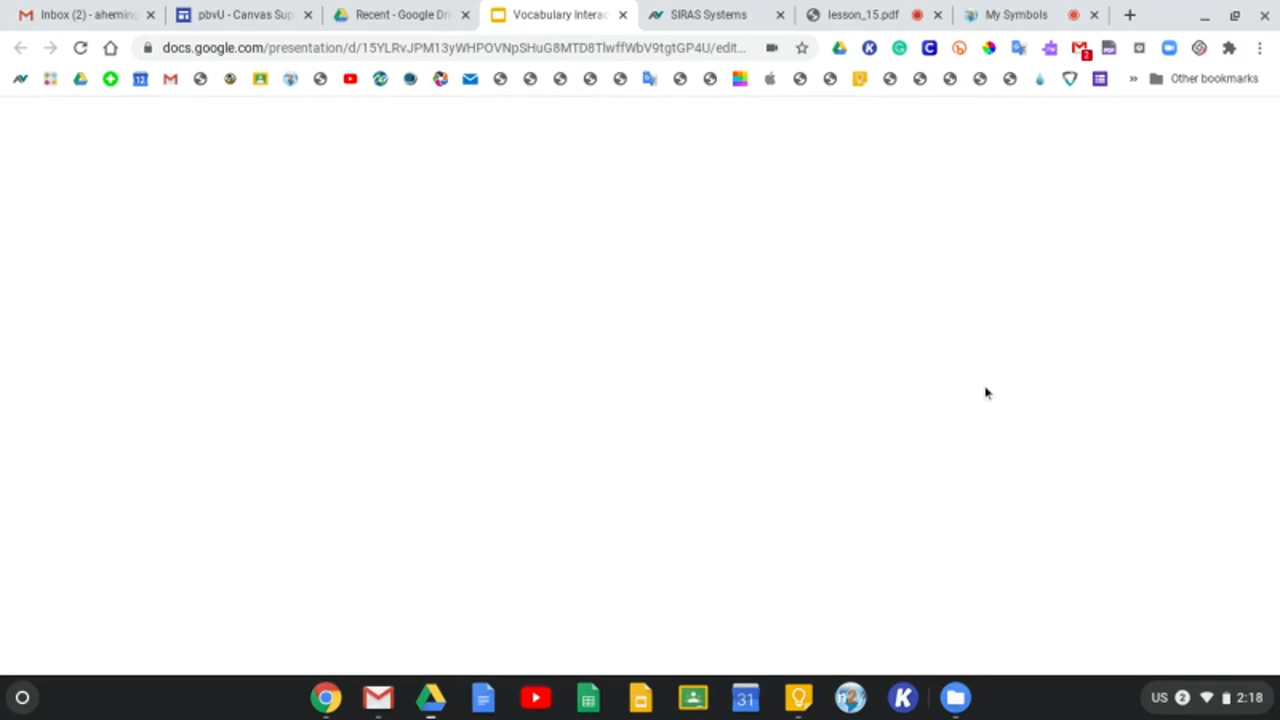 Inbox (2) - aheming
pbvU - Canvas Sup
Recent - Google Dri
Vocabulary Interac
SIRAS Systems
lesson_15.pdf
My Symbols
docs.google.com/presentation/d/15YLRvJPM13yWHPOVNpSHuG8MTD8TlwffWbV9tgtGP4U/edit...
Other bookmarks
US 2 2:18